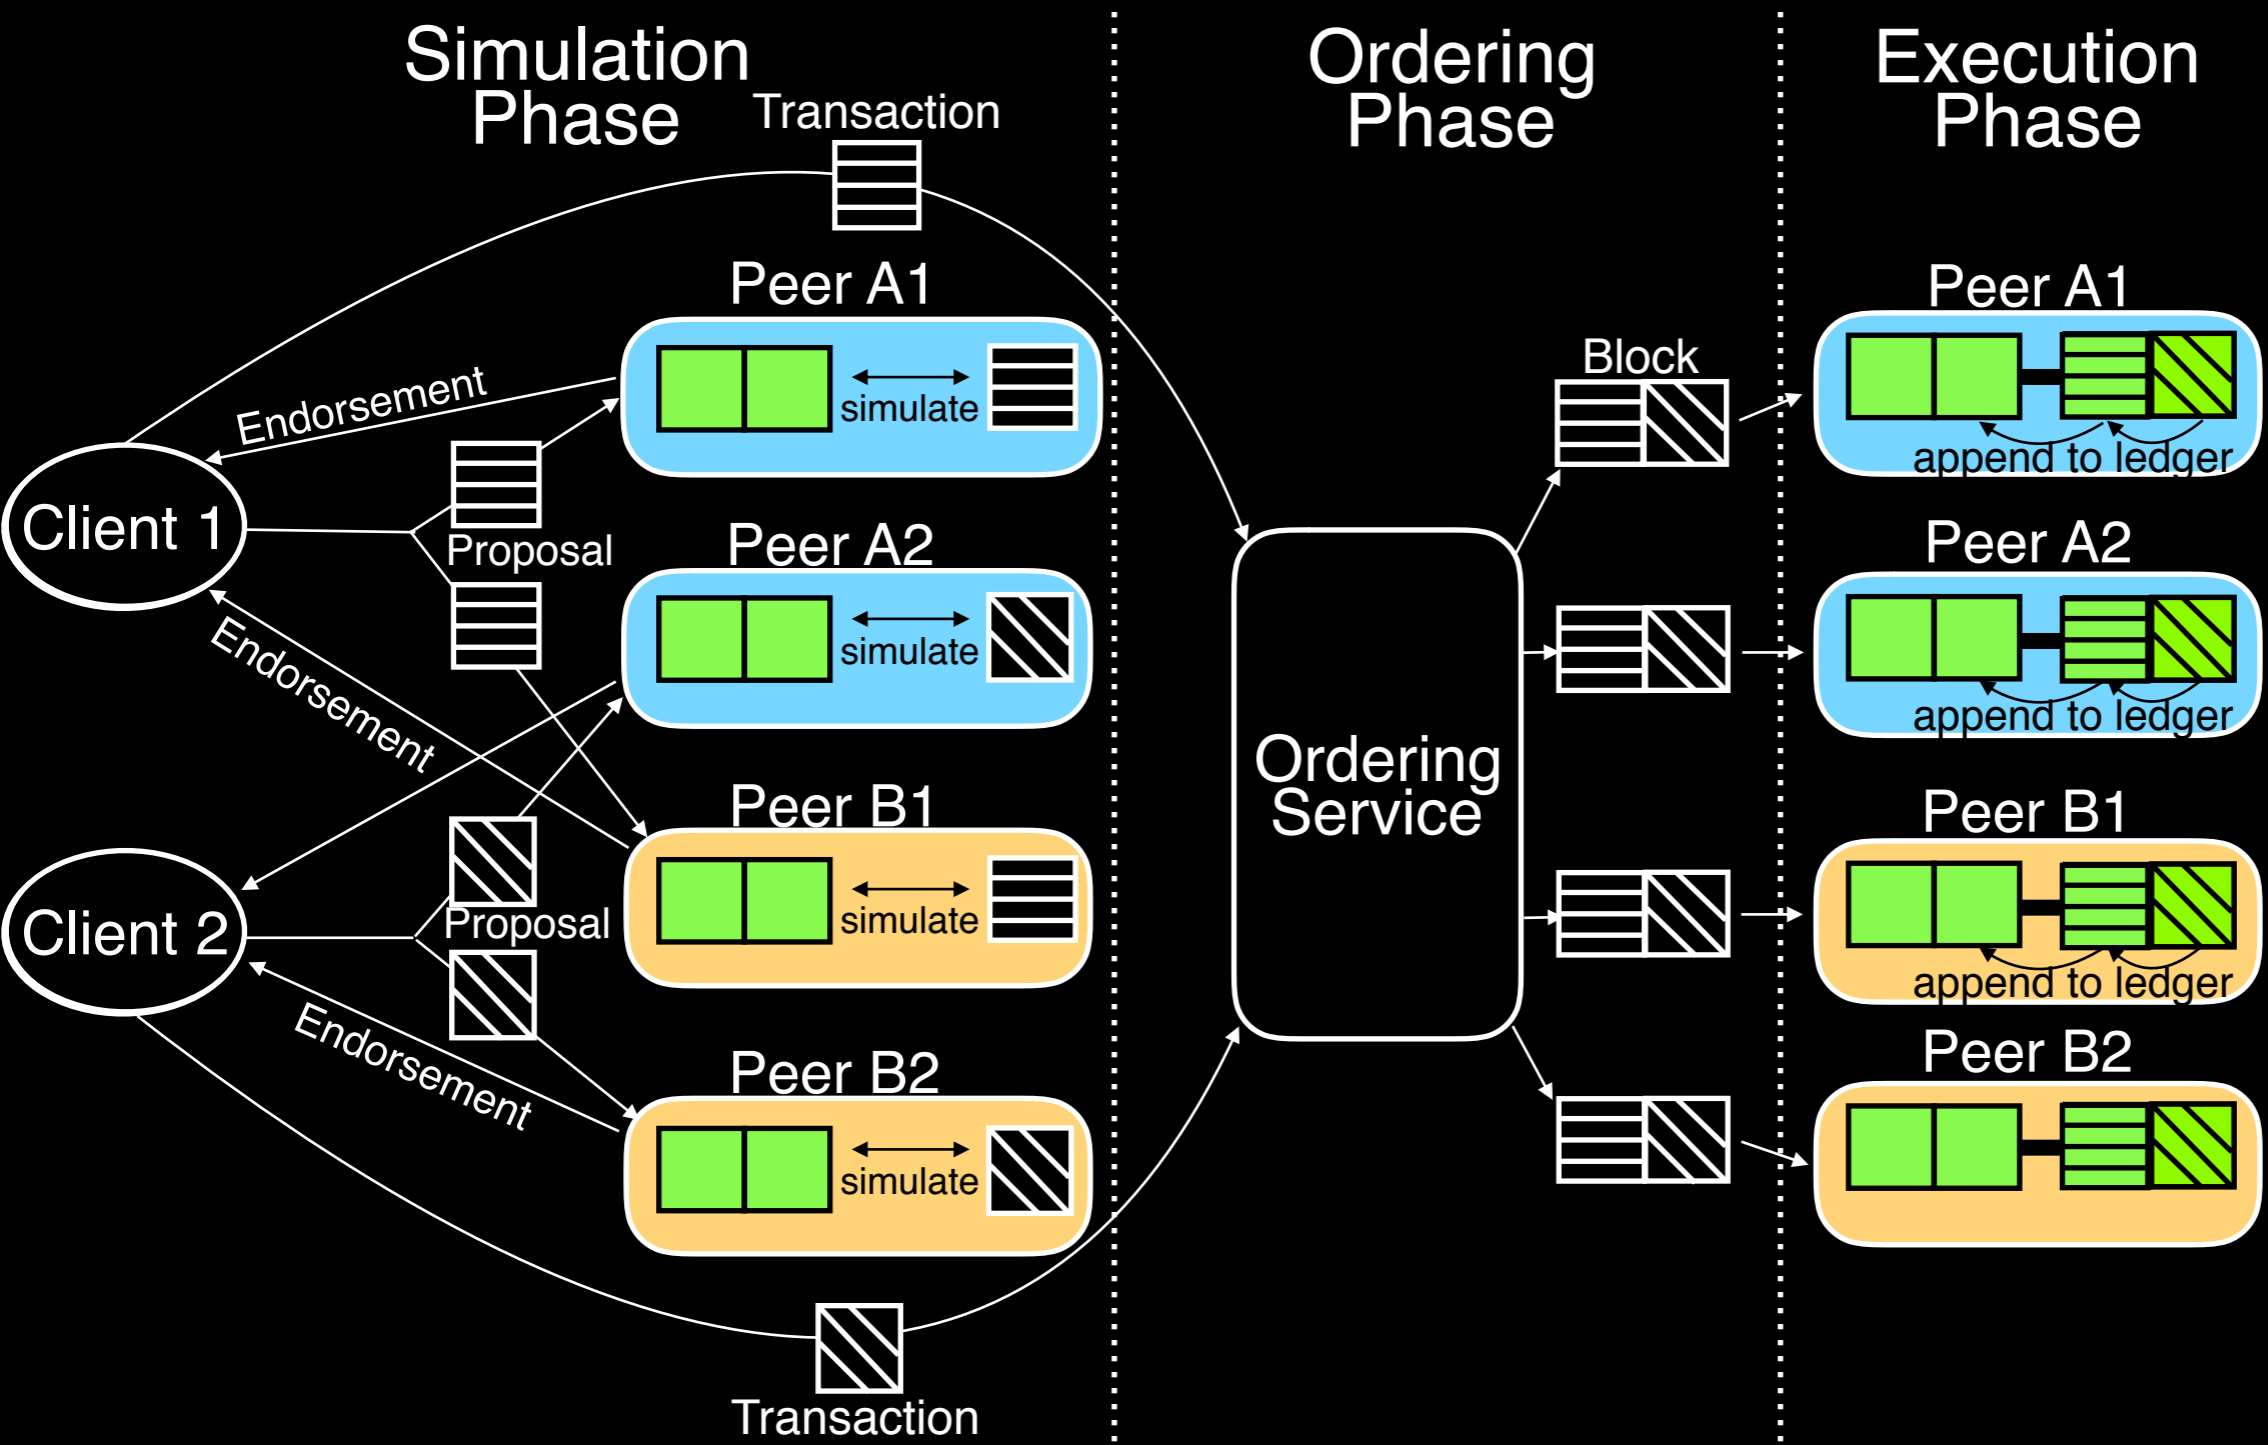 Simulation
Phase
Transaction
Peer A1
simulate
Endorsement
Client 1
Proposal
Peer A2
simulate
Endorsement
Peer B1
simulate
Client 2
Proposal
Endorsement
Peer B2
simulate
Transaction
Ordering
Phase
Block
Ordering
Service
Execution
Phase
Peer A1
append to ledger
Peer A2
append to ledger
Peer B1
append to ledger
Peer B2